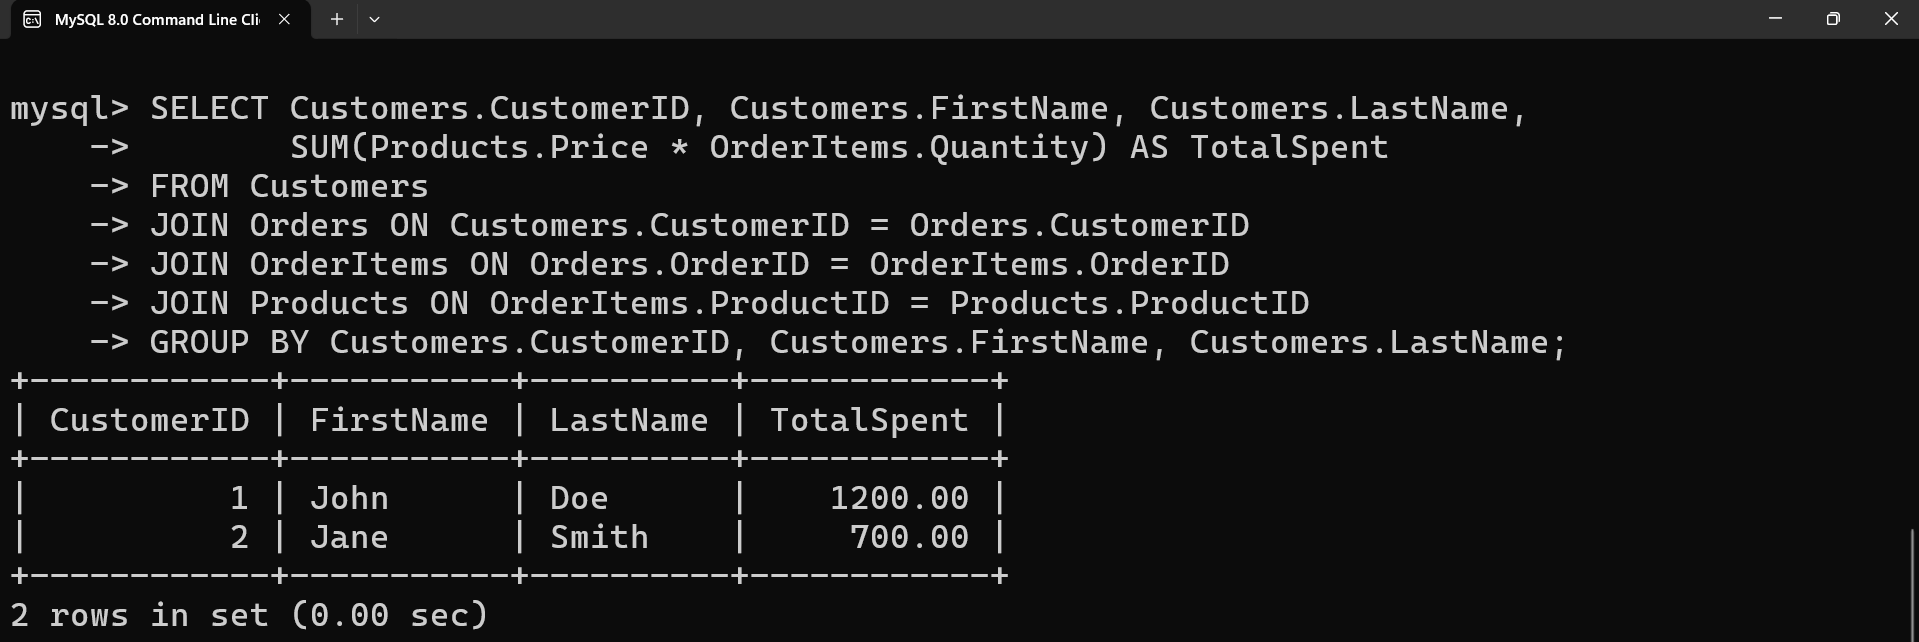 MySQL 8.0 Command Line Cli
mysql> SELECT Customers.CustomerID, Customers.FirstName, Customers.LastName,
    ->        SUM(Products.Price * OrderItems.Quantity) AS TotalSpent
    -> FROM Customers
    -> JOIN Orders ON Customers.CustomerID = Orders.CustomerID
    -> JOIN OrderItems ON Orders.OrderID = OrderItems.OrderID
    -> JOIN Products ON OrderItems.ProductID = Products.ProductID
    -> GROUP BY Customers.CustomerID, Customers.FirstName, Customers.LastName;
+------------+-----------+----------+------------+
| CustomerID | FirstName | LastName | TotalSpent |
+------------+-----------+----------+------------+
|          1 | John      | Doe      |    1200.00 |
|          2 | Jane      | Smith    |     700.00 |
+------------+-----------+----------+------------+
2 rows in set (0.00 sec)